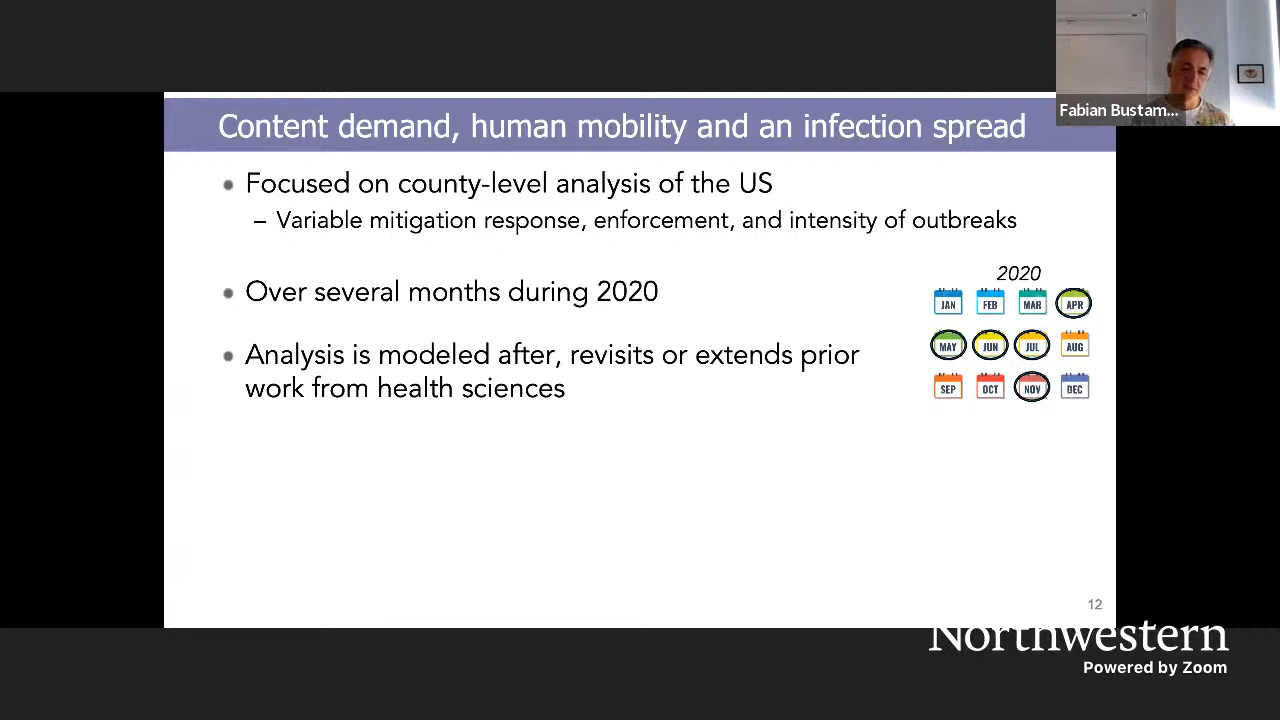 Fabian Bustam...
Content demand, human mobility and an infection spread
Focused on county-level analysis of the US
– Variable mitigation response, enforcement, and intensity of outbreaks
Over several months during 2020
Analysis is modeled after, revisits or extends prior
work from health sciences
2020
JAN FEB MAR APR
MAY JUN JUL AUG
SEP OCT NOV DEC
12
Northwestern
Powered by Zoom